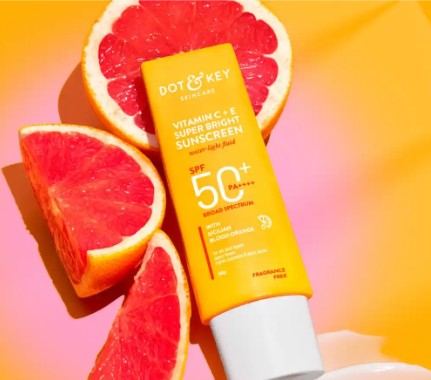 DOT & KEY
SKINCARE
VITAMIN C + E
SUPER BRIGHT
SUNSCREEN
water-light fluid
SPF
50+
PA++++
BROAD SPECTRUM
WITH
SICILIAN
BLOOD ORANGE
FRAGRANCE
FREE